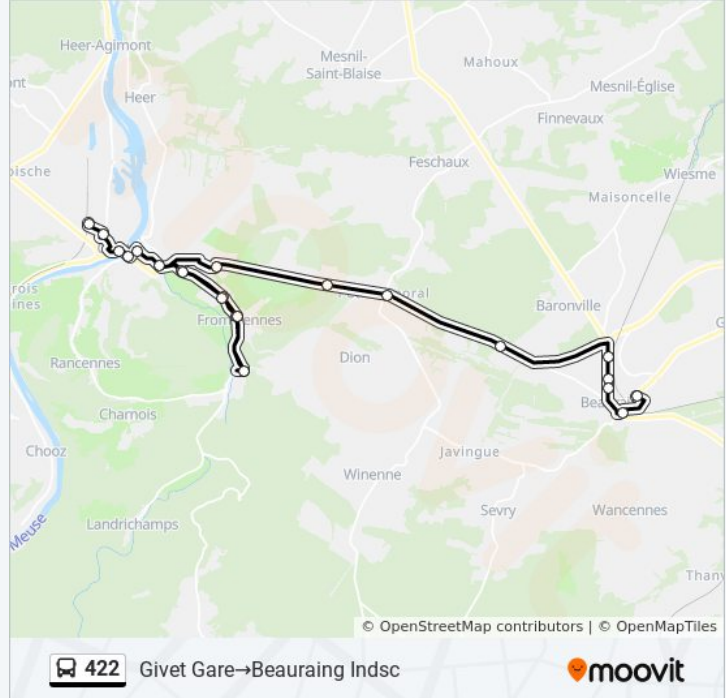 Heer-Agimont
Mesnil-
Saint-Blaise
Mahoux
Mesnil-Église
Heer
Finnevaux
Feschaux
Wiesme
Maisoncelle
Baronville
Rancennes
Dion
Chamois
Chooz
Javingue
Winenne
Sevry
Wancennes
Landrichamps
Meuse
© OpenStreetMap contributors | © OpenMapTiles
422 Givet Gare→Beauraing Indsc
moovit